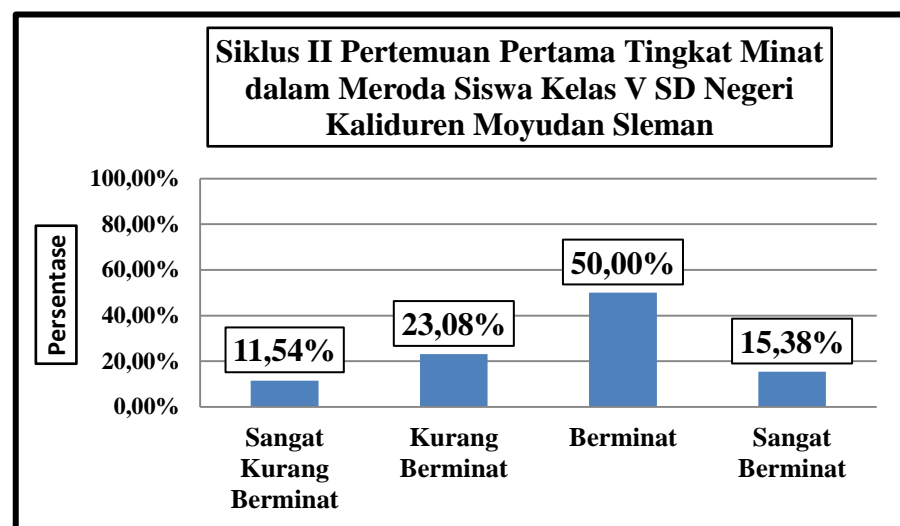 Siklus II Pertemuan Pertama Tingkat Minat
dalam Meroda Siswa Kelas V SD Negeri
Kaliduren Moyudan Sleman
Persentase
100,00%
80,00%
60,00%
40,00%
20,00%
0,00%
11,54%
23,08%
50,00%
15,38%
Sangat
Kurang
Berminat
Kurang
Berminat
Berminat
Sangat
Berminat